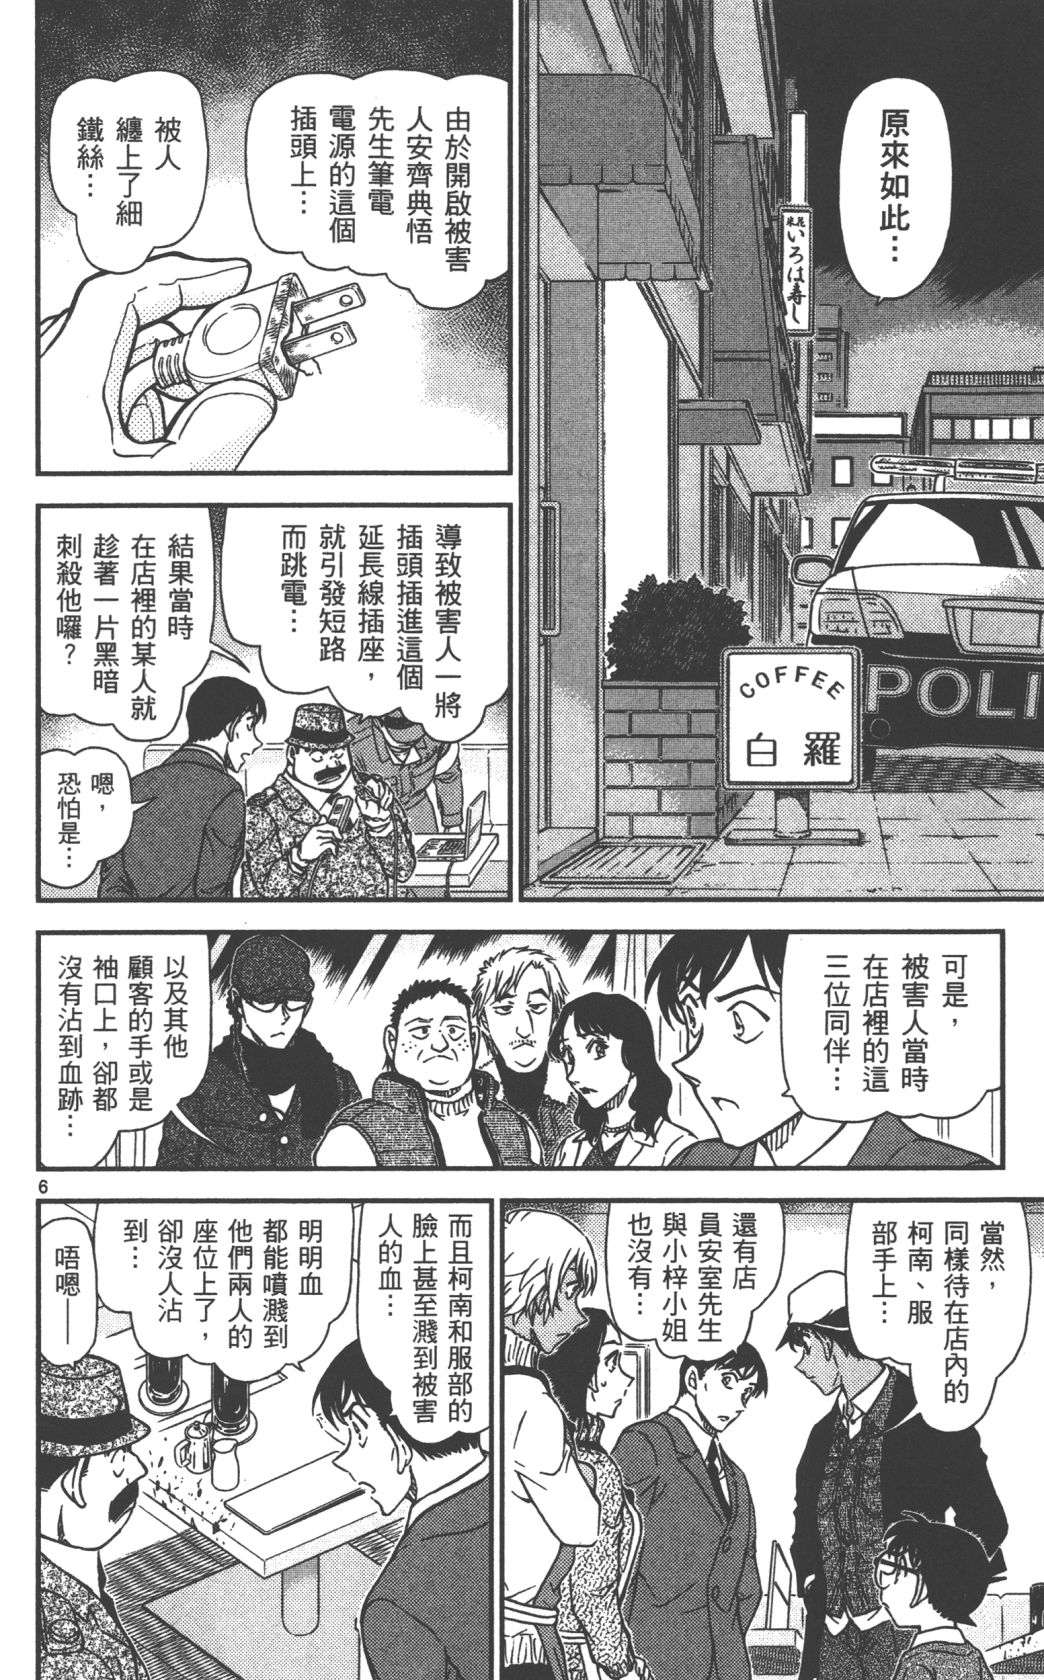 原來如此…
米花
いろは寿し
POLI
COFFEE
白羅
由於開啟被害
人安齊典悟
先生筆電
電源的這個
插頭上…
被人
纏上了細
鐵絲…
導致被害人一將
插頭插進這個
延長線插座，
就引發短路
而跳電…
結果當時
在店裡的某人就
趁著一片黑暗
刺殺他囉？
嗯，
恐怕是…
可是，
被害人當時
在店裡的這
三位同伴…
以及其他
顧客的手或是
袖口上，卻都
沒有沾到血跡…
當然，
同樣待在店內的
柯南、服
部手上…
還有店
員安室先生
與小梓小姐
也沒有…
而且柯南和服部的
臉上甚至濺到被害
人的血…
明明血
都能噴濺到
他們兩人的
座位上了，
卻沒人沾
到…
唔嗯——
6